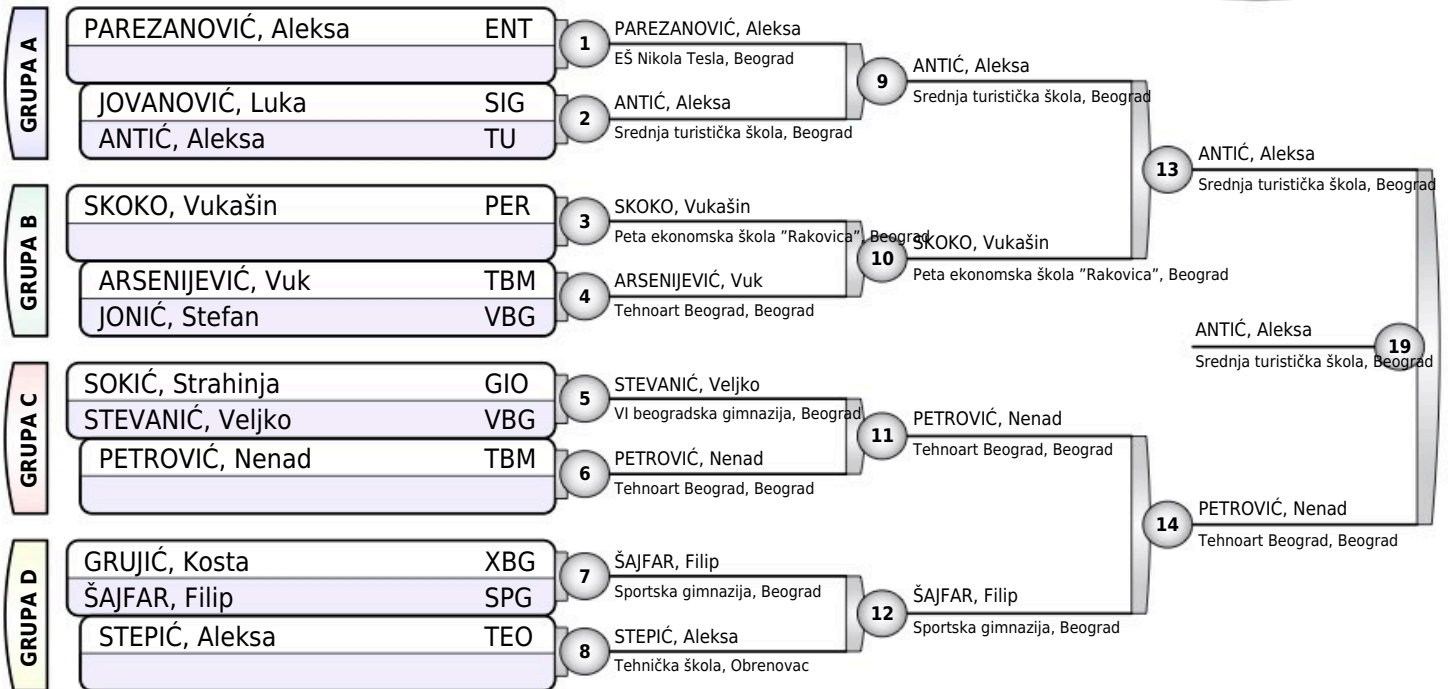 GRUPA A
PAREZANOVIĆ, Aleksa ENT
JOVANOVIĆ, Luka SIG
ANTIĆ, Aleksa TU
GRUPA B
SKOKO, Vukašin PER
ARSENIJEVIĆ, Vuk TBM
JONIĆ, Stefan VBG
GRUPA C
SOKIĆ, Strahinja GIO
STEVANIĆ, Veljko VBG
PETROVIĆ, Nenad TBM
GRUPA D
GRUJIĆ, Kosta XBG
ŠAJFAR, Filip SPG
STEPIĆ, Aleksa TEO
1
PAREZANOVIĆ, Aleksa
EŠ Nikola Tesla, Beograd
2
ANTIĆ, Aleksa
Srednja turistička škola, Beograd
3
SKOKO, Vukašin
Peta ekonomska škola ”Rakovica”, Beograd
4
ARSENIJEVIĆ, Vuk
Tehnoart Beograd, Beograd
5
STEVANIĆ, Veljko
VI beogradska gimnazija, Beograd
6
PETROVIĆ, Nenad
Tehnoart Beograd, Beograd
7
ŠAJFAR, Filip
Sportska gimnazija, Beograd
8
STEPIĆ, Aleksa
Tehnička škola, Obrenovac
9
ANTIĆ, Aleksa
Srednja turistička škola, Beograd
10
SKOKO, Vukašin
Peta ekonomska škola ”Rakovica”, Beograd
11
PETROVIĆ, Nenad
Tehnoart Beograd, Beograd
12
ŠAJFAR, Filip
Sportska gimnazija, Beograd
13
ANTIĆ, Aleksa
Srednja turistička škola, Beograd
14
PETROVIĆ, Nenad
Tehnoart Beograd, Beograd
ANTIĆ, Aleksa
19
Srednja turistička škola, Beograd